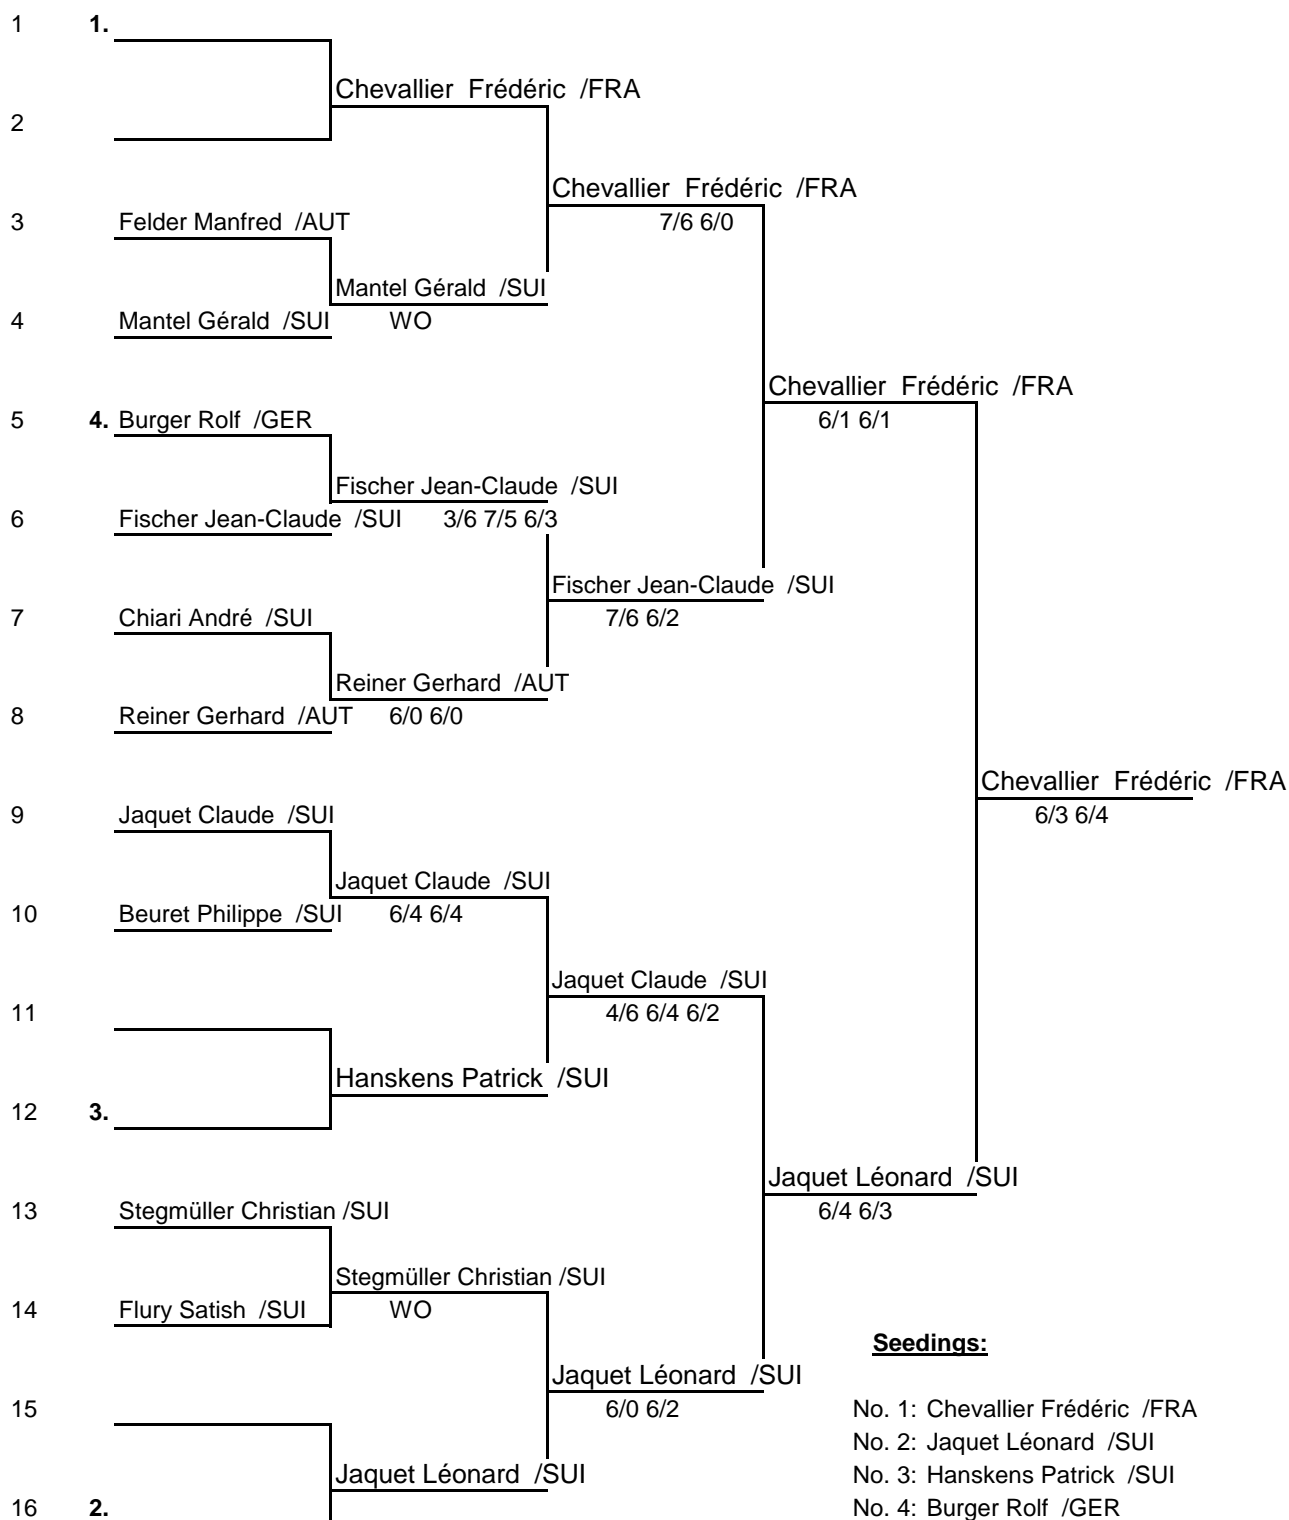 1 1.
Chevallier Frédéric /FRA
2
Chevallier Frédéric /FRA
3 Felder Manfred /AUT 7/6 6/0
Mantel Gérald /SUI
4 Mantel Gérald /SUI WO
Chevallier Frédéric /FRA
5 4. Burger Rolf /GER 6/1 6/1
Fischer Jean-Claude /SUI
6 Fischer Jean-Claude /SUI 3/6 7/5 6/3
Fischer Jean-Claude /SUI
7 Chiari André /SUI 7/6 6/2
Reiner Gerhard /AUT
8 Reiner Gerhard /AUT 6/0 6/0
Chevallier Frédéric /FRA
9 Jaquet Claude /SUI 6/3 6/4
Jaquet Claude /SUI
10 Beuret Philippe /SUI 6/4 6/4
Jaquet Claude /SUI
11 4/6 6/4 6/2
Hanskens Patrick /SUI
12 3.
Jaquet Léonard /SUI
13 Stegmüller Christian /SUI 6/4 6/3
Stegmüller Christian /SUI
14 Flury Satish /SUI WO
Seedings:
Jaquet Léonard /SUI
15 6/0 6/2 No. 1: Chevallier Frédéric /FRA
No. 2: Jaquet Léonard /SUI
Jaquet Léonard /SUI No. 3: Hanskens Patrick /SUI
16 2. No. 4: Burger Rolf /GER